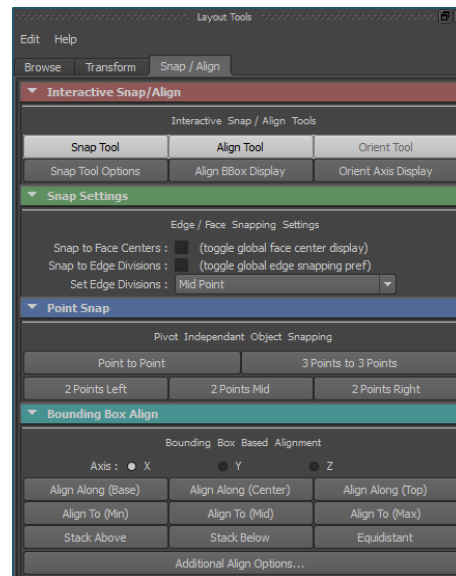 Layout Tools
Edit Help
Browse Transform Snap / Align
Interactive Snap/Align
Interactive Snap / Align Tools
Snap Tool Align Tool Orient Tool
Snap Tool Options Align BBox Display Orient Axis Display
Snap Settings
Edge / Face Snapping Settings
Snap to Face Centers : (toggle global face center display)
Snap to Edge Divisions : (toggle global edge snapping pref)
Set Edge Divisions : Mid Point
Point Snap
Pivot Independant Object Snapping
Point to Point 3 Points to 3 Points
2 Points Left 2 Points Mid 2 Points Right
Bounding Box Align
Bounding Box Based Alignment
Axis : X Y Z
Align Along (Base) Align Along (Center) Align Along (Top)
Align To (Min) Align To (Mid) Align To (Max)
Stack Above Stack Below Equidistant
Additional Align Options...